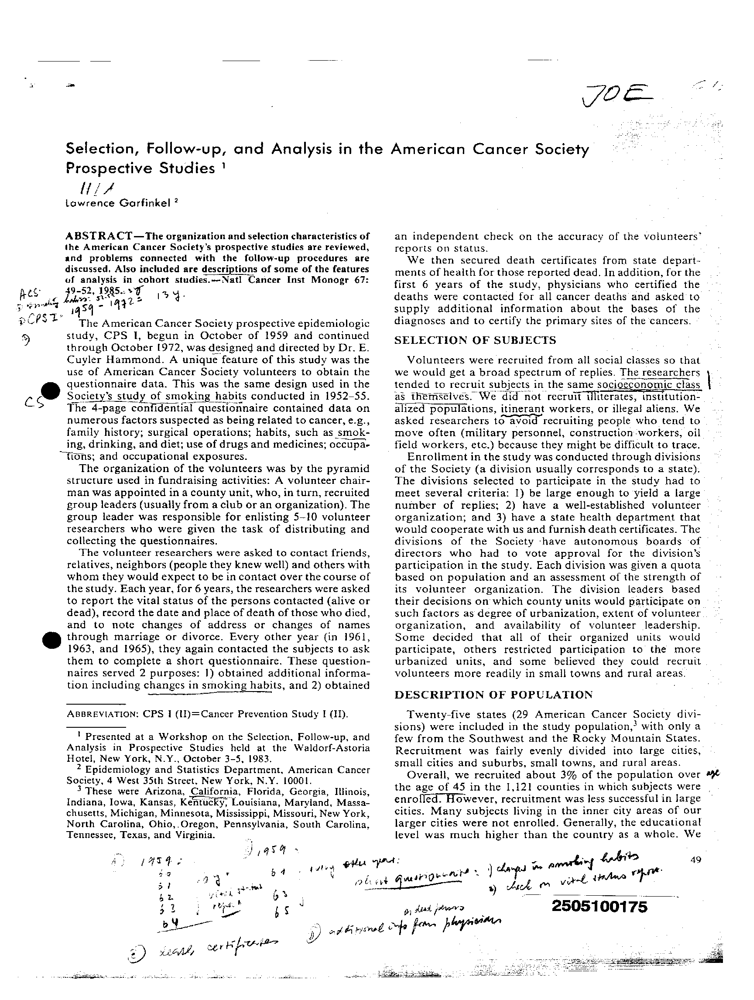 JOE
Selection, Follow-up, and Analysis in the American Cancer Society
Prospective Studies 1
Lawrence Garfinkel 2
ABSTRACT—The organization and selection characteristics of
the American Cancer Society's prospective studies are reviewed,
and problems connected with the follow-up procedures are
discussed. Also included are descriptions of some of the features
of analysis in cohort studies.—Natl Cancer Inst Monogr 67:
49-52, 1985.
ACS
1959 - 1972 = 13 y.
CPS I
The American Cancer Society prospective epidemiologic
study, CPS I, begun in October of 1959 and continued
through October 1972, was designed and directed by Dr. E.
Cuyler Hammond. A unique feature of this study was the
use of American Cancer Society volunteers to obtain the
questionnaire data. This was the same design used in the
Society's study of smoking habits conducted in 1952-55.
CS
The 4-page confidential questionnaire contained data on
numerous factors suspected as being related to cancer, e.g.,
family history; surgical operations; habits, such as smok-
ing, drinking, and diet; use of drugs and medicines; occupa-
tions; and occupational exposures.
The organization of the volunteers was by the pyramid
structure used in fundraising activities: A volunteer chair-
man was appointed in a county unit, who, in turn, recruited
group leaders (usually from a club or an organization). The
group leader was responsible for enlisting 5-10 volunteer
researchers who were given the task of distributing and
collecting the questionnaires.
The volunteer researchers were asked to contact friends,
relatives, neighbors (people they knew well) and others with
whom they would expect to be in contact over the course of
the study. Each year, for 6 years, the researchers were asked
to report the vital status of the persons contacted (alive or
dead), record the date and place of death of those who died,
and to note changes of address or changes of names
through marriage or divorce. Every other year (in 1961,
1963, and 1965), they again contacted the subjects to ask
them to complete a short questionnaire. These question-
naires served 2 purposes: 1) obtained additional informa-
tion including changes in smoking habits, and 2) obtained
ABBREVIATION: CPS I (II)=Cancer Prevention Study I (II).
1 Presented at a Workshop on the Selection, Follow-up, and
Analysis in Prospective Studies held at the Waldorf-Astoria
Hotel, New York, N.Y., October 3-5, 1983.
2 Epidemiology and Statistics Department, American Cancer
Society, 4 West 35th Street, New York, N.Y. 10001.
3 These were Arizona, California, Florida, Georgia, Illinois,
Indiana, Iowa, Kansas, Kentucky, Louisiana, Maryland, Massa-
chusetts, Michigan, Minnesota, Mississippi, Missouri, New York,
North Carolina, Ohio, Oregon, Pennsylvania, South Carolina,
Tennessee, Texas, and Virginia.
an independent check on the accuracy of the volunteers'
reports on status.
We then secured death certificates from state depart-
ments of health for those reported dead. In addition, for the
first 6 years of the study, physicians who certified the
deaths were contacted for all cancer deaths and asked to
supply additional information about the bases of the
diagnoses and to certify the primary sites of the cancers.
SELECTION OF SUBJECTS
Volunteers were recruited from all social classes so that
we would get a broad spectrum of replies. The researchers
tended to recruit subjects in the same socioeconomic class
as themselves. We did not recruit illiterates, institution-
alized populations, itinerant workers, or illegal aliens. We
asked researchers to avoid recruiting people who tend to
move often (military personnel, construction workers, oil
field workers, etc.) because they might be difficult to trace.
Enrollment in the study was conducted through divisions
of the Society (a division usually corresponds to a state).
The divisions selected to participate in the study had to
meet several criteria: 1) be large enough to yield a large
number of replies; 2) have a well-established volunteer
organization; and 3) have a state health department that
would cooperate with us and furnish death certificates. The
divisions of the Society have autonomous boards of
directors who had to vote approval for the division's
participation in the study. Each division was given a quota
based on population and an assessment of the strength of
its volunteer organization. The division leaders based
their decisions on which county units would participate on
such factors as degree of urbanization, extent of volunteer
organization, and availability of volunteer leadership.
Some decided that all of their organized units would
participate, others restricted participation to the more
urbanized units, and some believed they could recruit
volunteers more readily in small towns and rural areas.
DESCRIPTION OF POPULATION
Twenty-five states (29 American Cancer Society divi-
sions) were included in the study population,3 with only a
few from the Southwest and the Rocky Mountain States.
Recruitment was fairly evenly divided into large cities,
small cities and suburbs, small towns, and rural areas.
Overall, we recruited about 3% of the population over age
the age of 45 in the 1,121 counties in which subjects were
enrolled. However, recruitment was less successful in large
cities. Many subjects living in the inner city areas of our
larger cities were not enrolled. Generally, the educational
level was much higher than the country as a whole. We
49
1959
60
61
62
63
64
1959
61
63
65
every other year:
short questionnaire: 1) changes in smoking habits
2) check on vital status report.
2) death certificates
additional info from physicians
2505100175